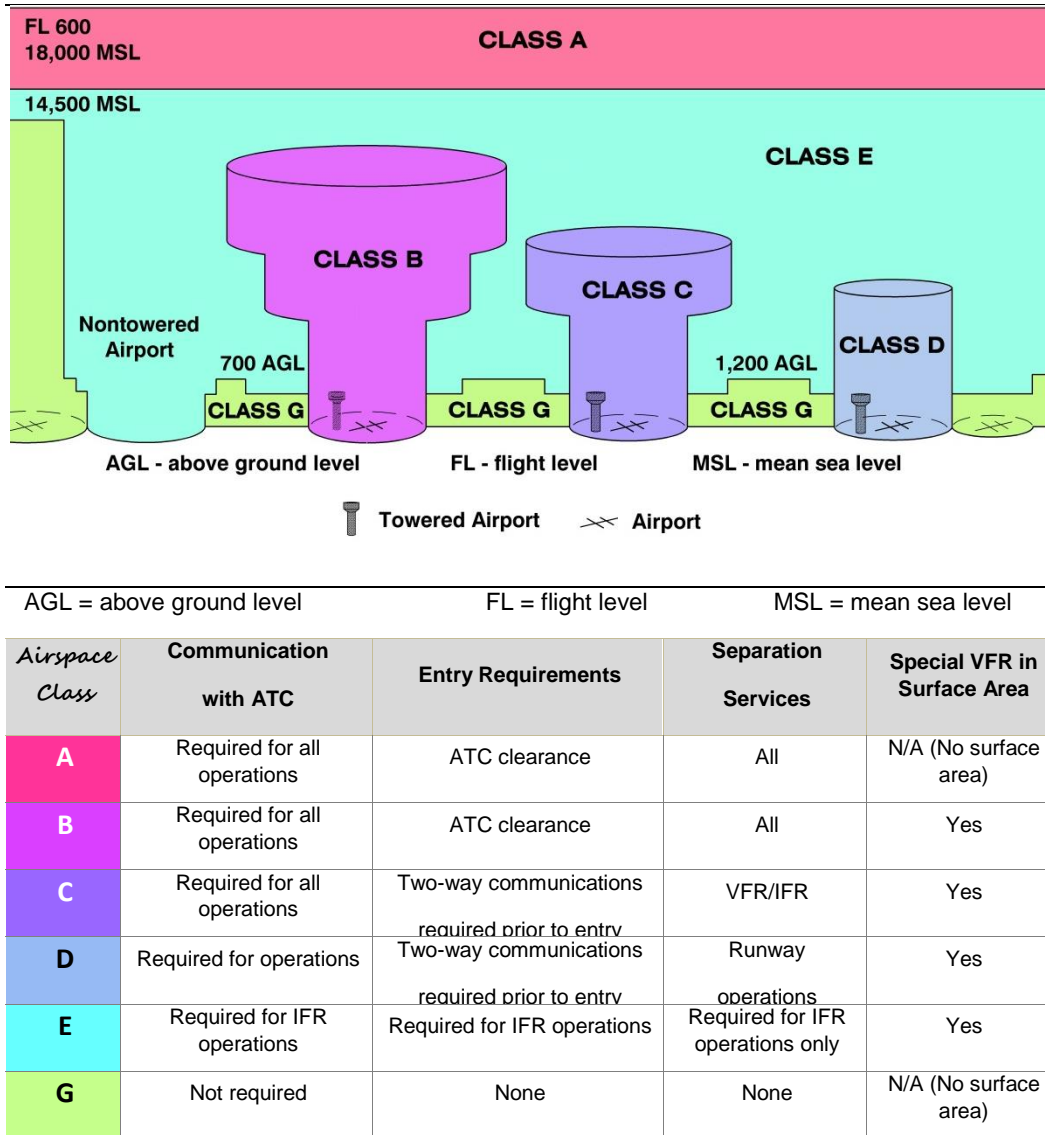 FL 600
18,000 MSL
CLASS A
14,500 MSL
CLASS E
CLASS B
CLASS C
Nontowered
Airport
CLASS D
700 AGL
1,200 AGL
CLASS G
CLASS G
CLASS G
AGL - above ground level
FL - flight level
MSL - mean sea level
Towered Airport
Airport
AGL = above ground level
FL = flight level
MSL = mean sea level
Airspace
Class
Communication
with ATC
Entry Requirements
Separation
Services
Special VFR in
Surface Area
A
Required for all
operations
ATC clearance
All
N/A (No surface
area)
B
Required for all
operations
ATC clearance
All
Yes
C
Required for all
operations
Two-way communications
required prior to entry
VFR/IFR
Yes
D
Required for operations
Two-way communications
required prior to entry
Runway
operations
Yes
E
Required for IFR
operations
Required for IFR operations
Required for IFR
operations only
Yes
G
Not required
None
None
N/A (No surface
area)